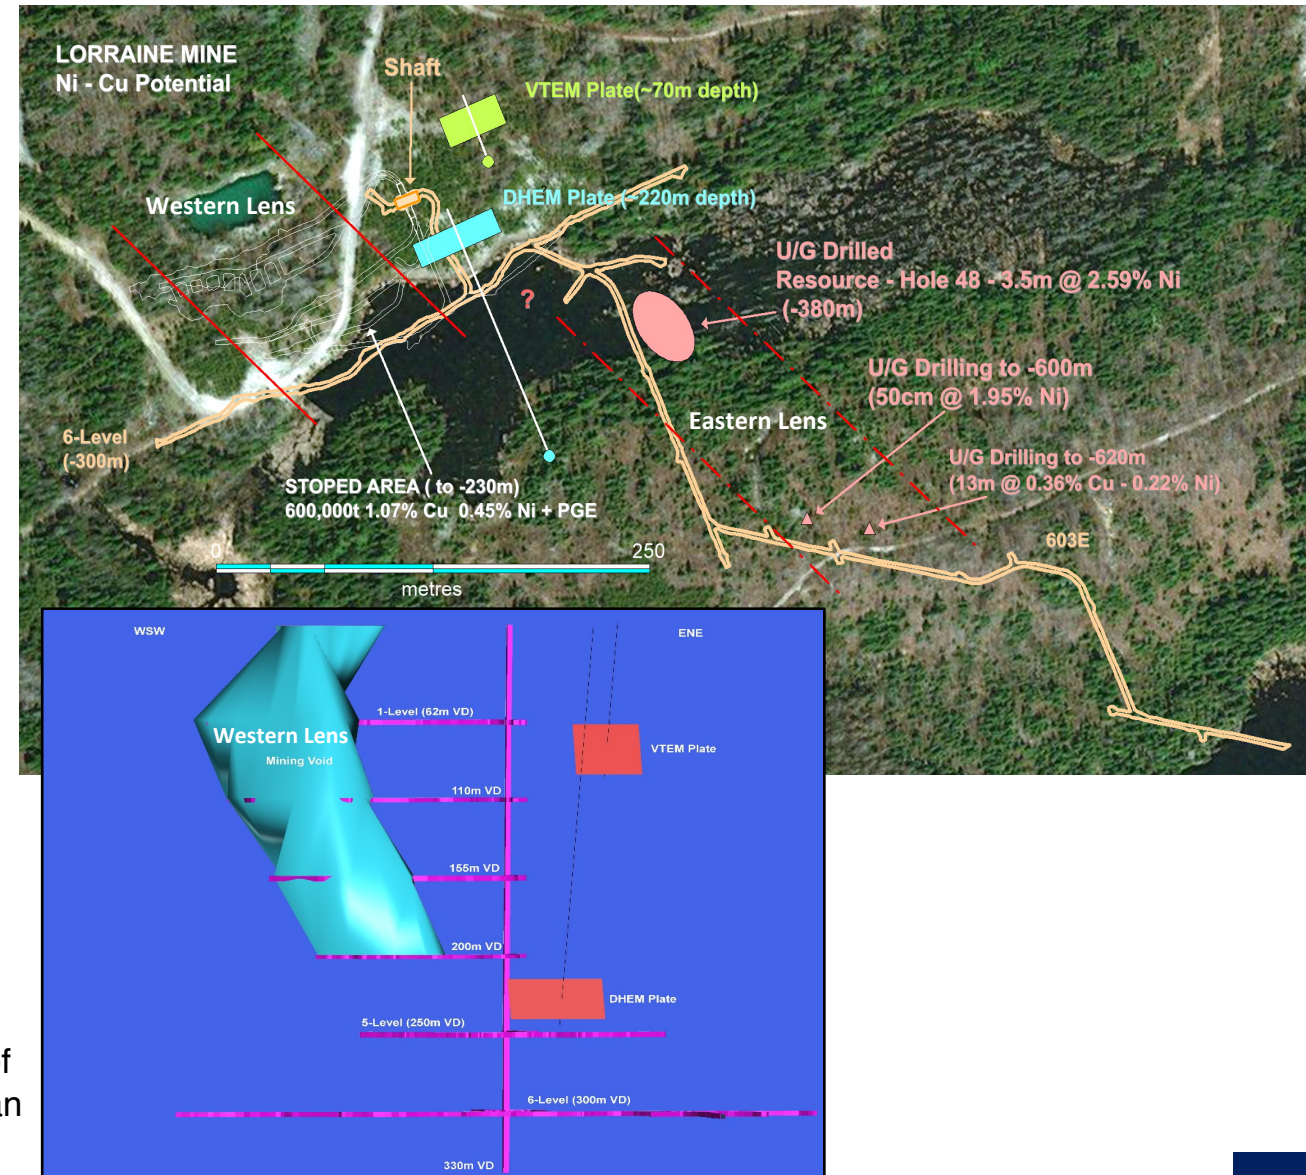 LORRAINE MINE
Ni - Cu Potential
Shaft
VTEM Plate(~70m depth)
Western Lens
DHEM Plate (~220m depth)
U/G Drilled
Resource - Hole 48 - 3.5m @ 2.59% Ni
(-380m)
?
U/G Drilling to -600m
(50cm @ 1.95% Ni)
Eastern Lens
6-Level
(-300m)
U/G Drilling to -620m
(13m @ 0.36% Cu - 0.22% Ni)
STOPED AREA ( to -230m)
600,000t 1.07% Cu 0.45% Ni + PGE
603E
0 250
metres
WSW ENE
1-Level (62m VD)
Western Lens
Mining Void
VTEM Plate
110m VD
155m VD
200m VD
DHEM Plate
5-Level (250m VD)
6-Level (300m VD)
330m VD